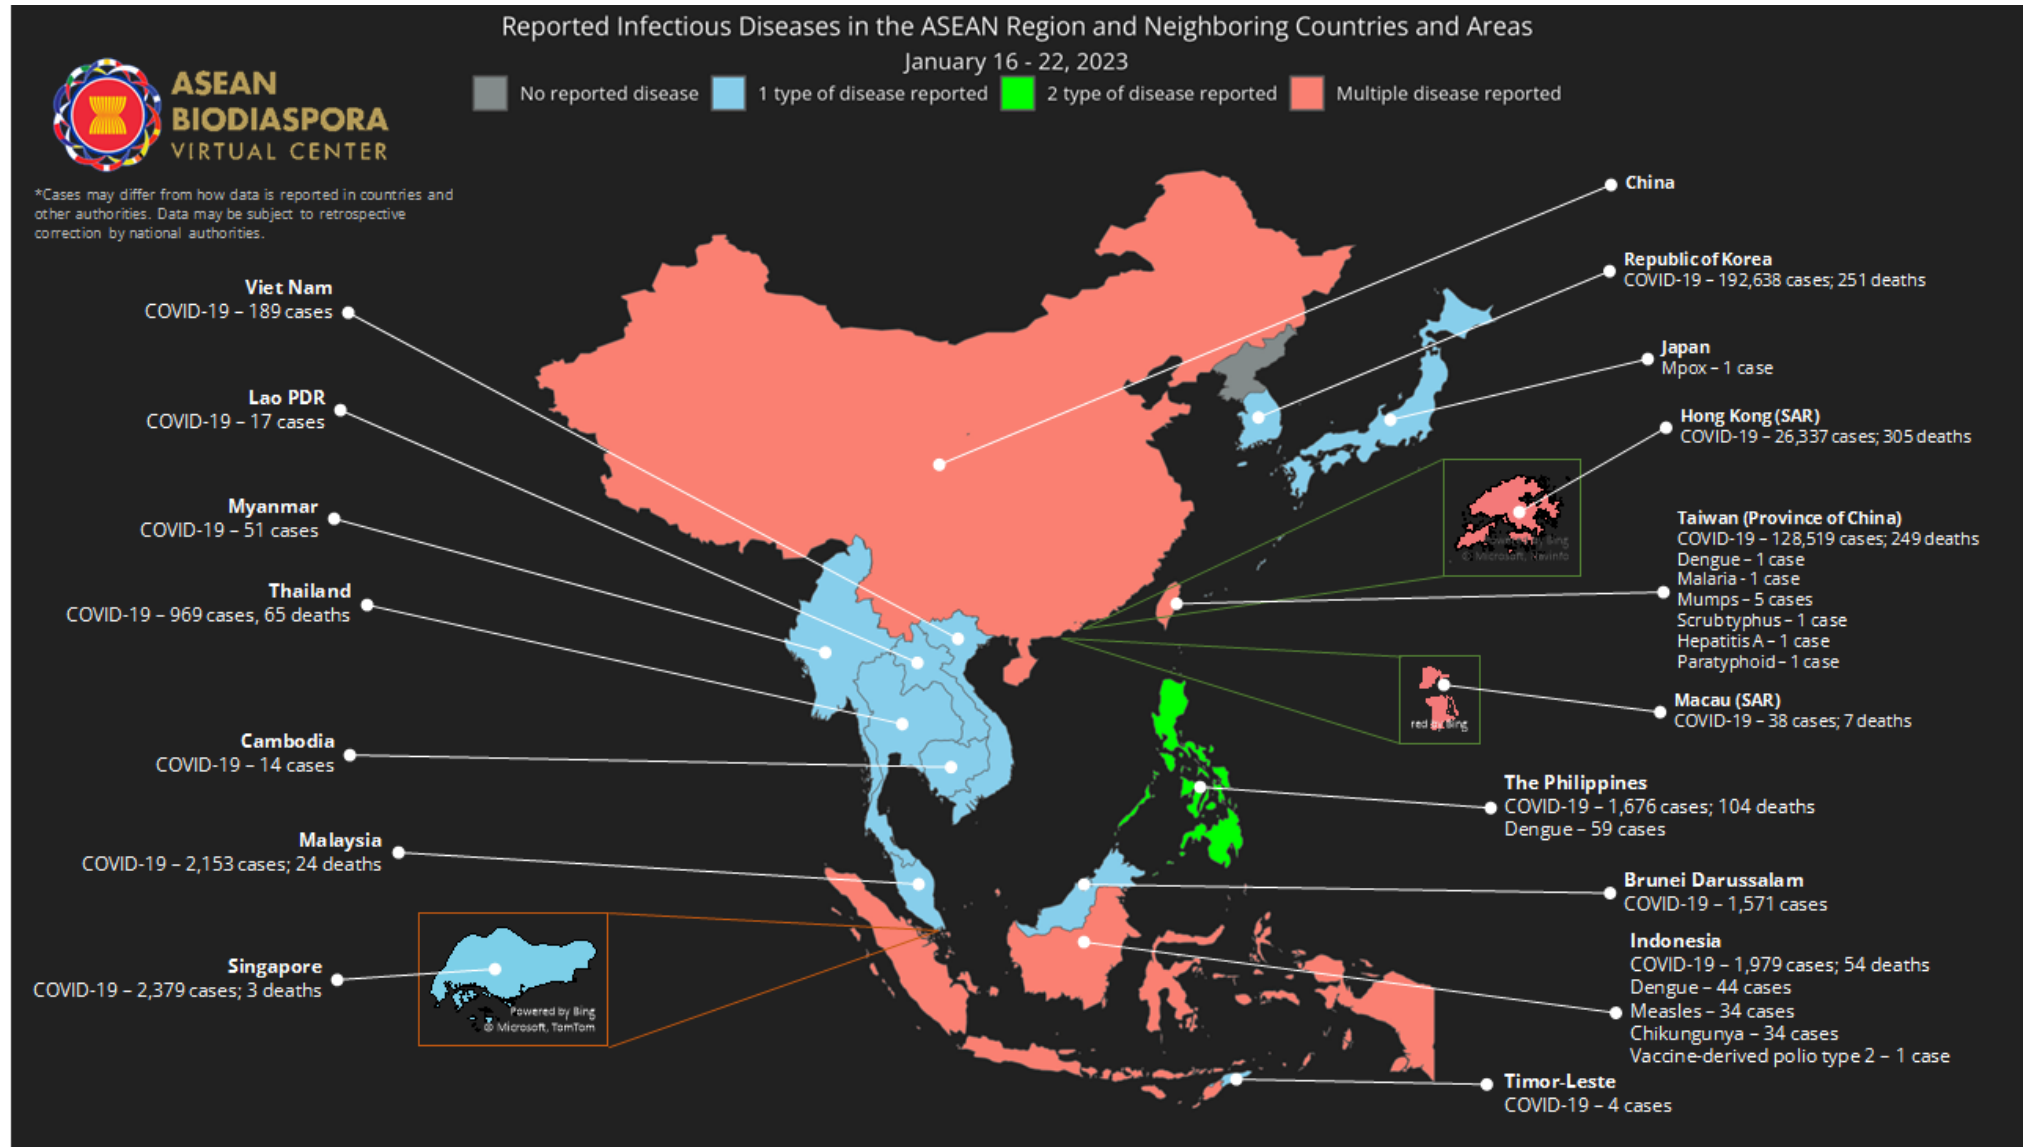 Reported Infectious Diseases in the ASEAN Region and Neighboring Countries and Areas
January 16 - 22, 2023
No reported disease
1 type of disease reported
2 type of disease reported
Multiple disease reported
ASEAN
BIODIASPORA
VIRTUAL CENTER
*Cases may differ from how data is reported in countries and
other authorities. Data may be subject to retrospective
correction by national authorities.
Viet Nam
COVID-19 – 189 cases
Lao PDR
COVID-19 – 17 cases
Myanmar
COVID-19 – 51 cases
Thailand
COVID-19 – 969 cases, 65 deaths
Cambodia
COVID-19 – 14 cases
Malaysia
COVID-19 – 2,153 cases; 24 deaths
Singapore
COVID-19 – 2,379 cases; 3 deaths
Powered by Bing
© Microsoft, TomTom
China
Republic of Korea
COVID-19 – 192,638 cases; 251 deaths
Japan
Mpox – 1 case
Hong Kong (SAR)
COVID-19 – 26,337 cases; 305 deaths
Powered by Bing
© Microsoft, Navinfo
Taiwan (Province of China)
COVID-19 – 128,519 cases; 249 deaths
Dengue – 1 case
Malaria - 1 case
Mumps – 5 cases
Scrub typhus – 1 case
Hepatitis A – 1 case
Paratyphoid – 1 case
Macau (SAR)
COVID-19 – 38 cases; 7 deaths
red by Bing
The Philippines
COVID-19 – 1,676 cases; 104 deaths
Dengue – 59 cases
Brunei Darussalam
COVID-19 – 1,571 cases
Indonesia
COVID-19 – 1,979 cases; 54 deaths
Dengue – 44 cases
Measles – 34 cases
Chikungunya – 34 cases
Vaccine-derived polio type 2 – 1 case
Timor-Leste
COVID-19 – 4 cases